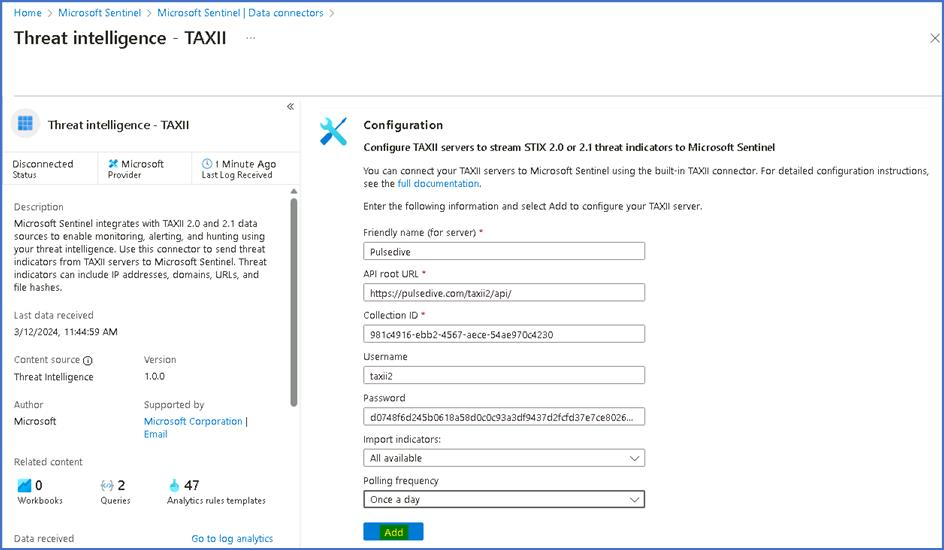 Home > Microsoft Sentinel > Microsoft Sentinel | Data connectors >
Threat intelligence - TAXII ...
Threat intelligence - TAXII
Disconnected
Status
Microsoft
Provider
1 Minute Ago
Last Log Received
Description
Microsoft Sentinel integrates with TAXII 2.0 and 2.1 data
sources to enable monitoring, alerting, and hunting using
your threat intelligence. Use this connector to send threat
indicators from TAXII servers to Microsoft Sentinel. Threat
indicators can include IP addresses, domains, URLs, and
file hashes.
Last data received
3/12/2024, 11:44:59 AM
Content source
Version
Threat Intelligence
1.0.0
Author
Supported by
Microsoft
Microsoft Corporation |
Email
Related content
0
Workbooks
2
Queries
47
Analytics rules templates
Data received
Go to log analytics
Configuration
Configure TAXII servers to stream STIX 2.0 or 2.1 threat indicators to Microsoft Sentinel
You can connect your TAXII servers to Microsoft Sentinel using the built-in TAXII connector. For detailed configuration instructions,
see the full documentation.
Enter the following information and select Add to configure your TAXII server.
Friendly name (for server) *
Pulsedive
API root URL *
https://pulsedive.com/taxii2/api/
Collection ID *
981c4916-ebb2-4567-aece-54ae970c4230
Username
taxii2
Password
d0748f6d245b0618a58d0c0c93a3df9437d2fcfd37e7ce8026...
Import indicators:
All available
Polling frequency
Once a day
Add